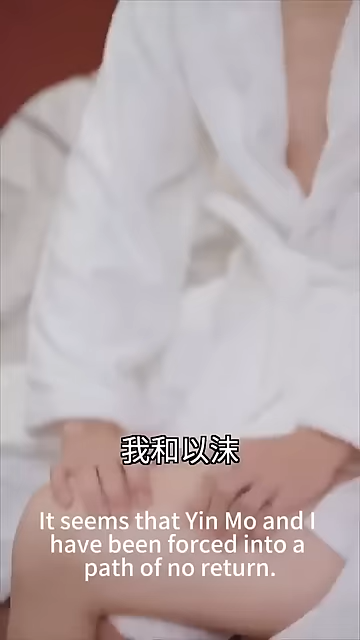 我和以沫
It seems that Yin Mo and I
have been forced into a
path of no return.